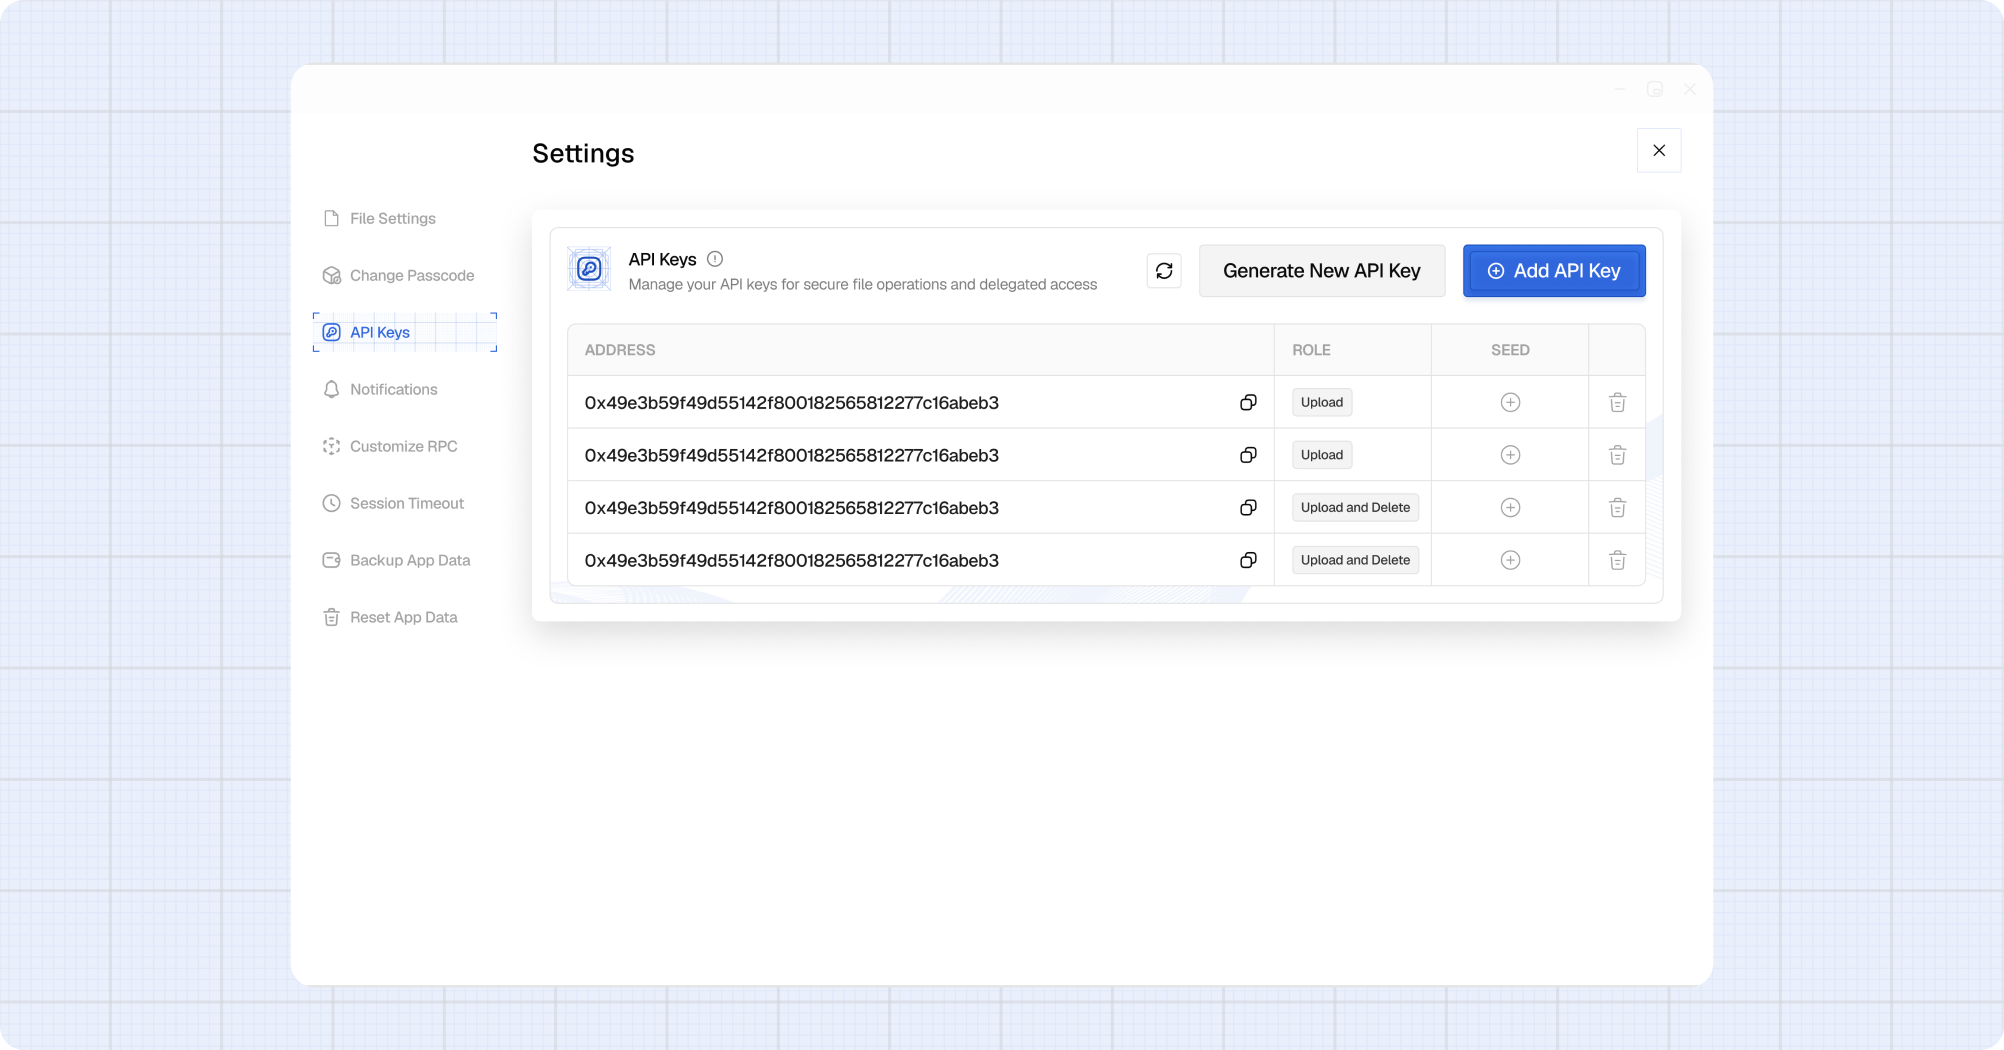 Settings
File Settings
Change Passcode
API Keys
Notifications
Customize RPC
Session Timeout
Backup App Data
Reset App Data
API Keys
Manage your API keys for secure file operations and delegated access
Generate New API Key
Add API Key
ADDRESS ROLE SEED
0x49e3b59f49d55142f800182565812277c16abeb3 Upload
0x49e3b59f49d55142f800182565812277c16abeb3 Upload
0x49e3b59f49d55142f800182565812277c16abeb3 Upload and Delete
0x49e3b59f49d55142f800182565812277c16abeb3 Upload and Delete